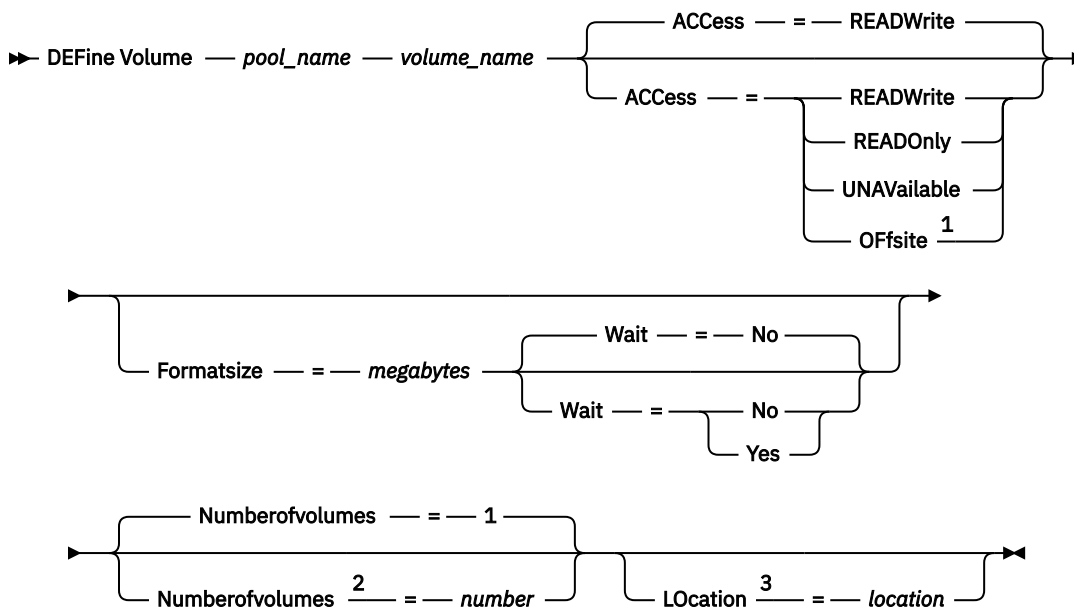 ACCess = READWrite
DEFine Volume pool_name volume_name
ACCess = READWrite
READOnly
UNAVailable
OFfsite 1
Wait = No
Formatsize = megabytes
Wait = No
Yes
Numberofvolumes = 1
Numberofvolumes 2 = number LOcation 3 = location